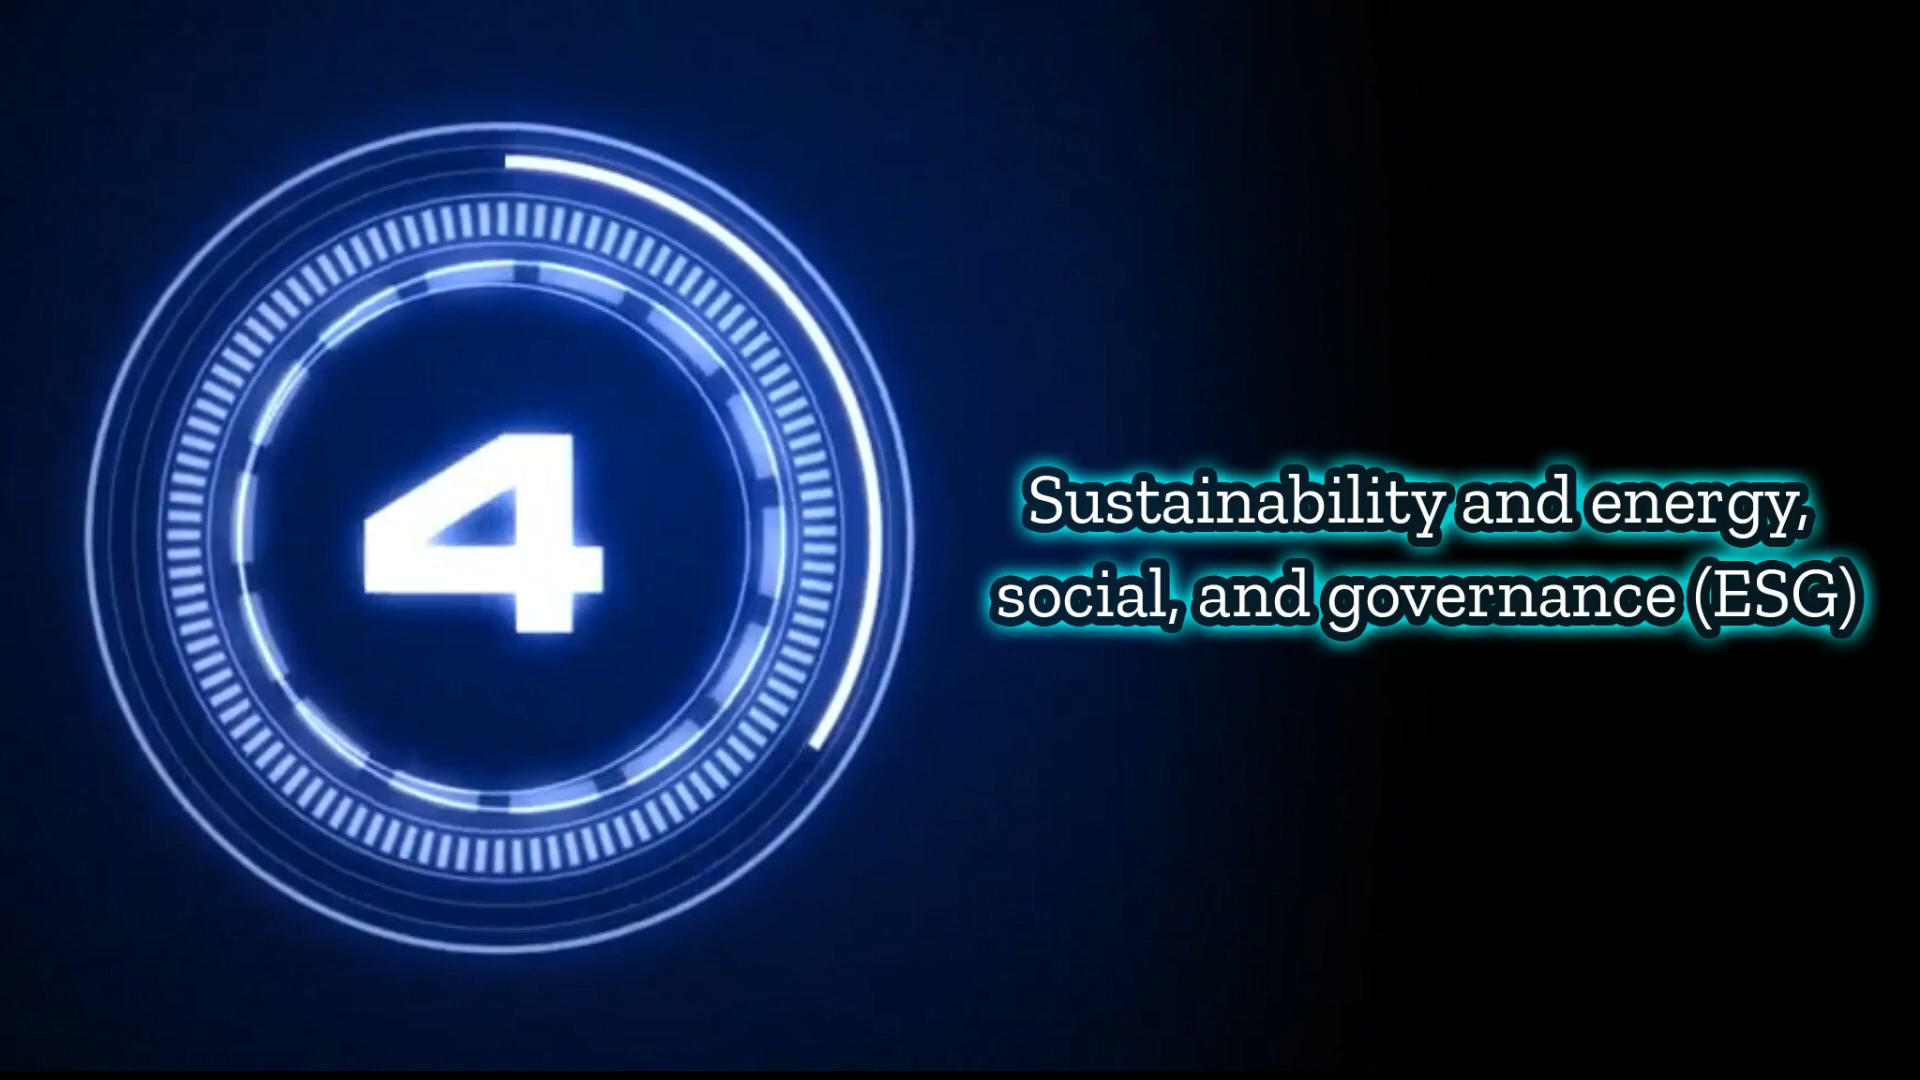 4
Sustainability and energy,
social, and governance (ESG)